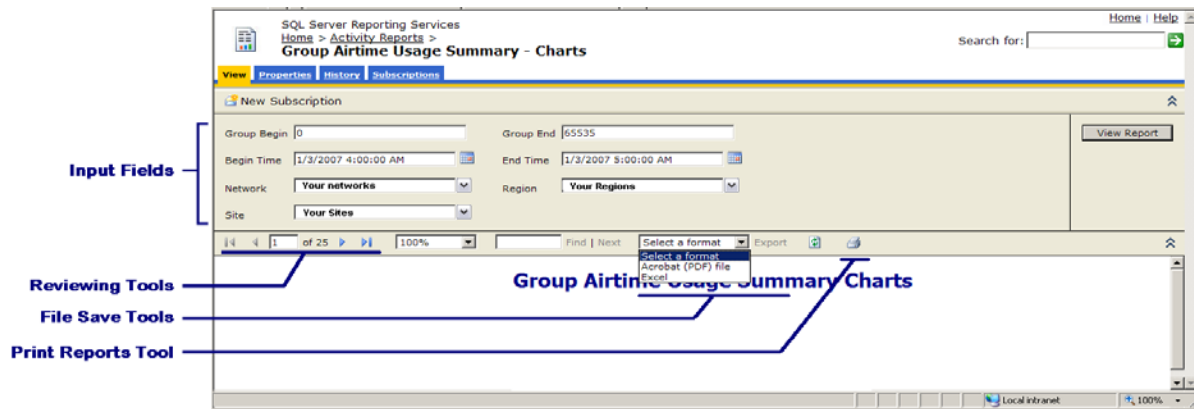 SQL Server Reporting Services
Home > Activity Reports >
Group Airtime Usage Summary - Charts
Home | Help
Search for:
View Properties History Subscriptions
New Subscription
Input Fields
Group Begin 0 Group End 65535 View Report
Begin Time 1/3/2007 4:00:00 AM End Time 1/3/2007 5:00:00 AM
Network Your networks Region Your Regions
Site Your Sites
1 of 25 100% Find | Next Select a format Export
Select a format
Acrobat (PDF) file
Excel
Group Airtime Usage Summary Charts
Reviewing Tools
File Save Tools
Print Reports Tool
Local intranet 100%